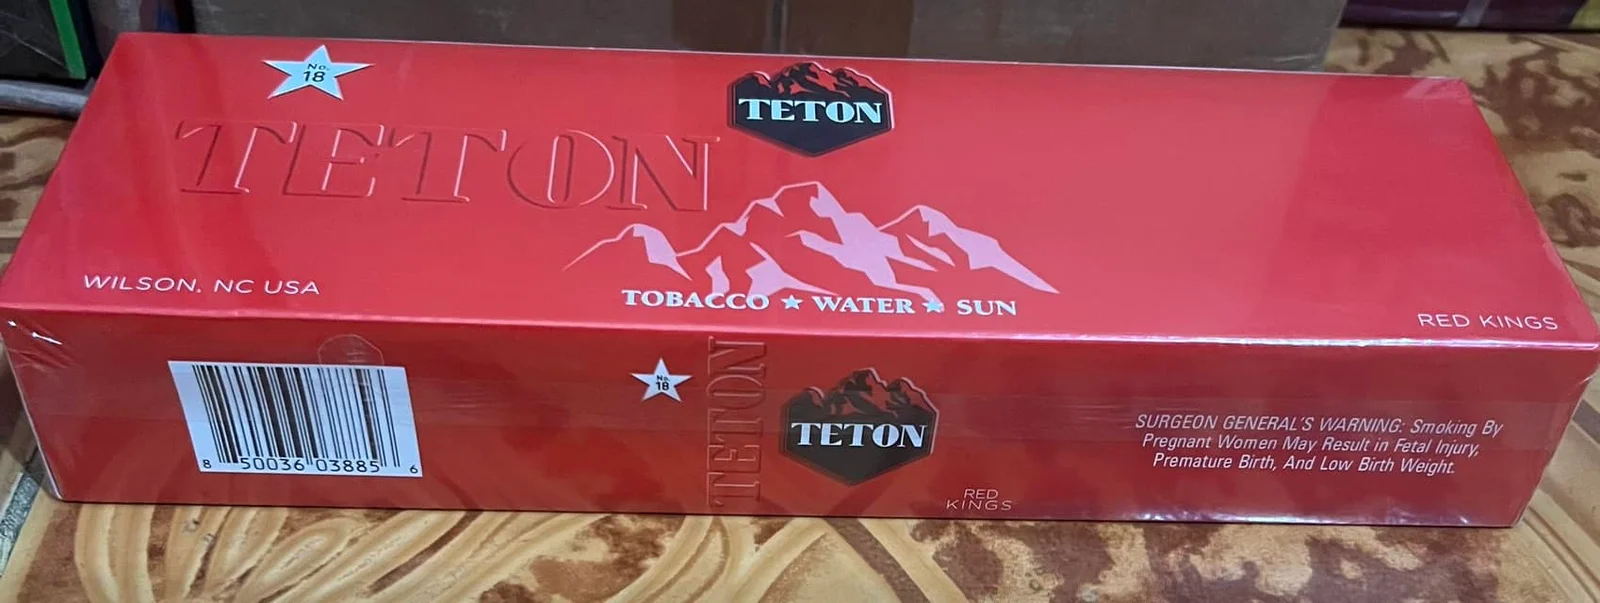 No.
18
TETON
TETON
WILSON, NC USA
TOBACCO ★ WATER ★ SUN
RED KINGS
8 50036 03885 6
No.
18
TETON
TETON
RED
KINGS
SURGEON GENERAL'S WARNING: Smoking By
Pregnant Women May Result in Fetal Injury,
Premature Birth, And Low Birth Weight.